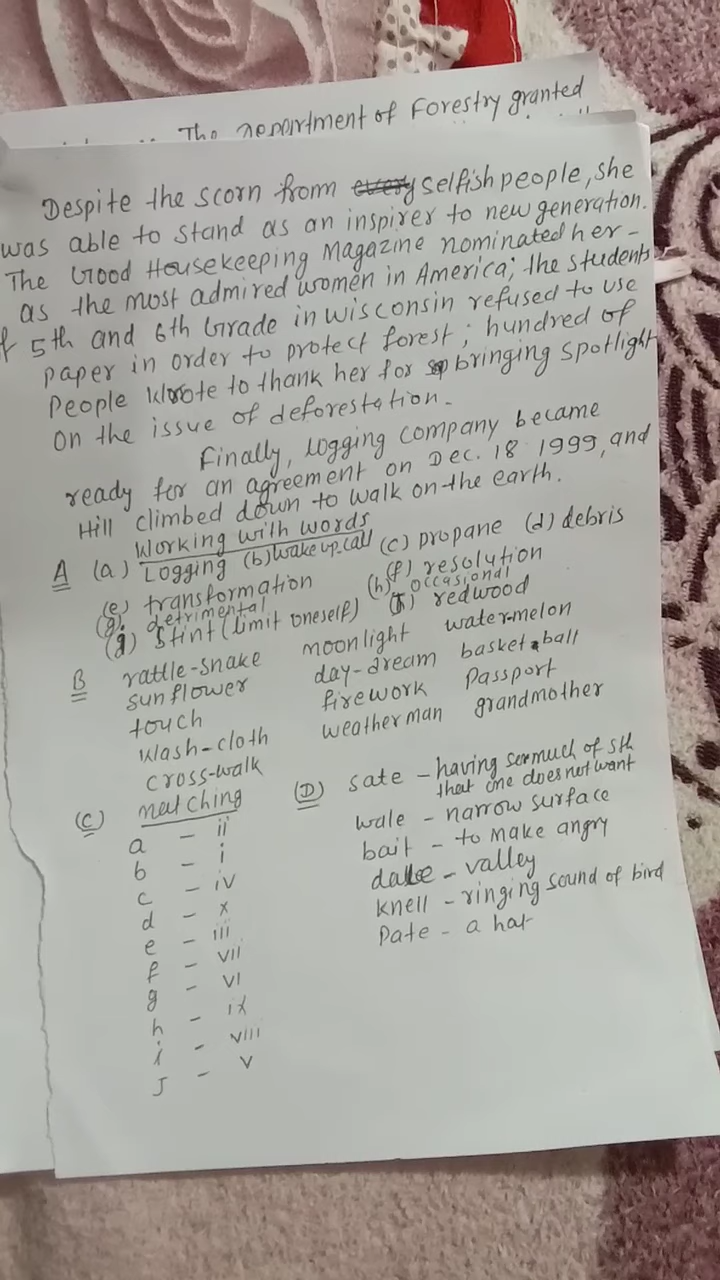 The Department of Forestry granted
Despite the scorn from every selfish people, she
was able to stand as an inspirer to new generation.
The Good Housekeeping Magazine nominated her-
as the most admired women in America; the students
f 5th and 6th Grade in Wisconsin refused to use
paper in order to protect forest; hundred of
People wrote to thank her for bringing spotlight
on the issue of deforestation.
Finally, logging company became
ready for an agreement on Dec. 18 1999, and
Hill climbed down to walk on the earth.
Working with words
A (a) Logging (b) wake up call (c) propane (d) debris
(e) transformation (f) resolution
(g) detrimental (h) occasional
(j) stint (limit oneself) redwood
B rattle-snake moonlight watermelon
sunflower day-dream basket ball
touch firework Passport
wash-cloth weatherman grandmother
cross-walk
(C) matching
a - ii
b - i
c - iv
d - x
e - iii
f - vii
g - vi
h - ix
i - viii
J - v
(D) sate - having so much of sth
that one does not want
wale - narrow surface
bait - to make angry
dale - valley
knell - ringing sound of bird
Pate - a hat